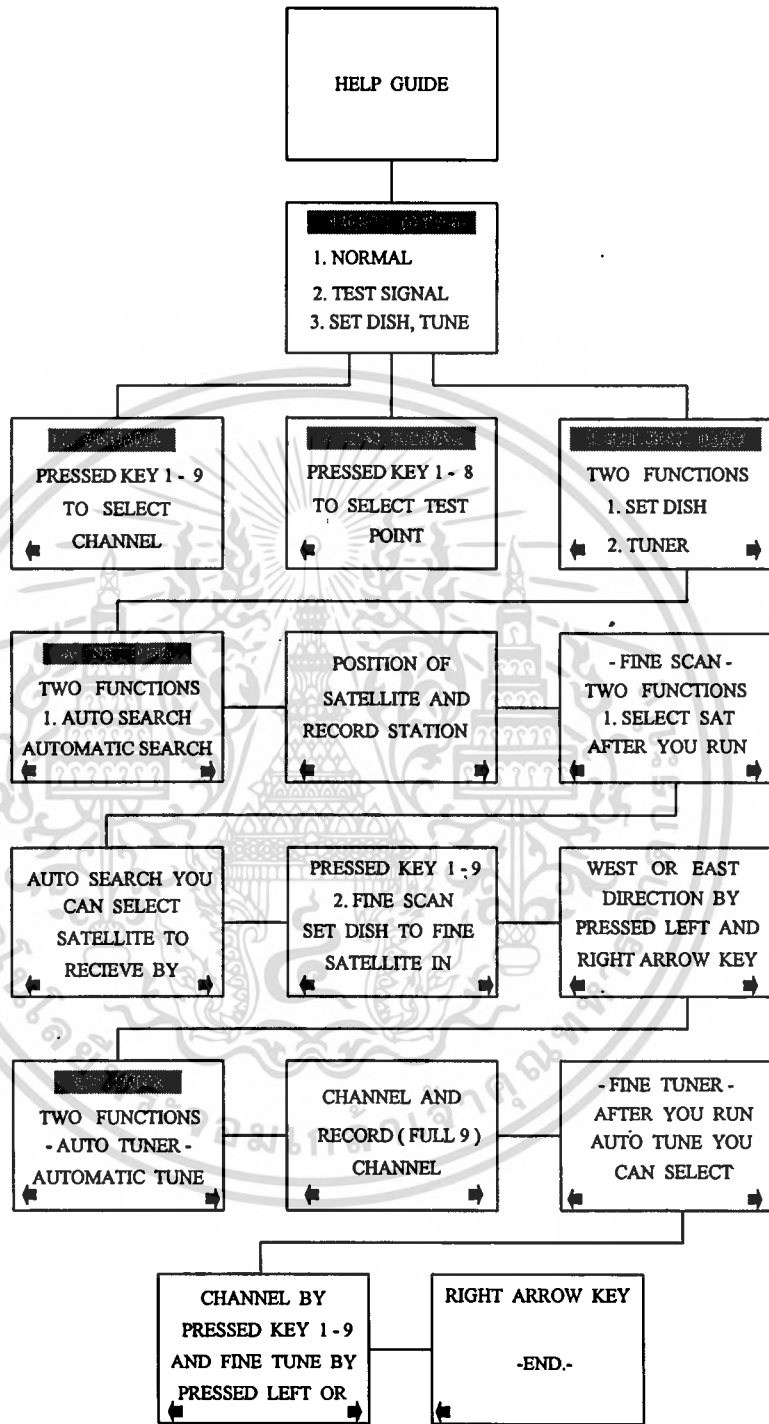 HELP GUIDE
1. NORMAL
2. TEST SIGNAL
3. SET DISH, TUNE
PRESSED KEY 1 - 9
TO SELECT
CHANNEL
PRESSED KEY 1 - 8
TO SELECT TEST
POINT
TWO FUNCTIONS
1. SET DISH
2. TUNER
TWO FUNCTIONS
1. AUTO SEARCH
AUTOMATIC SEARCH
POSITION OF
SATELLITE AND
RECORD STATION
- FINE SCAN -
TWO FUNCTIONS
1. SELECT SAT
AFTER YOU RUN
AUTO SEARCH YOU
CAN SELECT
SATELLITE TO
RECIEVE BY
PRESSED KEY 1 - 9
2. FINE SCAN
SET DISH TO FINE
SATELLITE IN
WEST OR EAST
DIRECTION BY
PRESSED LEFT AND
RIGHT ARROW KEY
TWO FUNCTIONS
- AUTO TUNER -
AUTOMATIC TUNE
CHANNEL AND
RECORD ( FULL 9 )
CHANNEL
- FINE TUNER -
AFTER YOU RUN
AUTO TUNE YOU
CAN SELECT
CHANNEL BY
PRESSED KEY 1 - 9
AND FINE TUNE BY
PRESSED LEFT OR
RIGHT ARROW KEY
-END.-